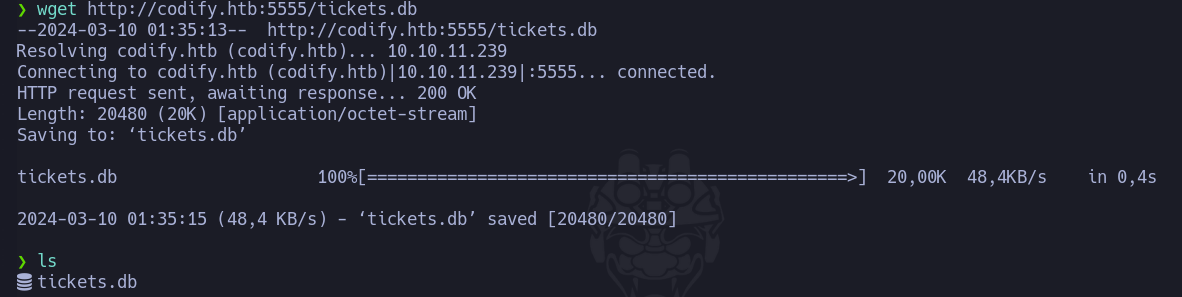 ❯ wget http://codify.htb:5555/tickets.db
--2024-03-10 01:35:13--  http://codify.htb:5555/tickets.db
Resolving codify.htb (codify.htb)... 10.10.11.239
Connecting to codify.htb (codify.htb)|10.10.11.239|:5555... connected.
HTTP request sent, awaiting response... 200 OK
Length: 20480 (20K) [application/octet-stream]
Saving to: ‘tickets.db’

tickets.db                    100%[================================================>]  20,00K  48,4KB/s    in 0,4s

2024-03-10 01:35:15 (48,4 KB/s) - ‘tickets.db’ saved [20480/20480]

❯ ls
tickets.db